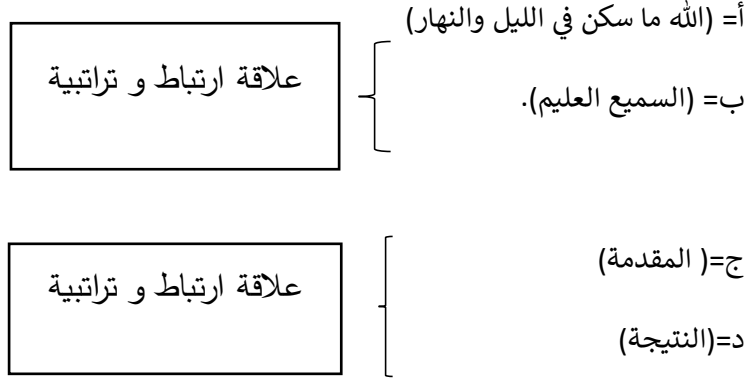 أ= (الله ما سكن في الليل والنهار)
علاقة ارتباط و تراتبية
ب= (السميع العليم).
ج=( المقدمة)
علاقة ارتباط و تراتبية
د=(النتيجة)